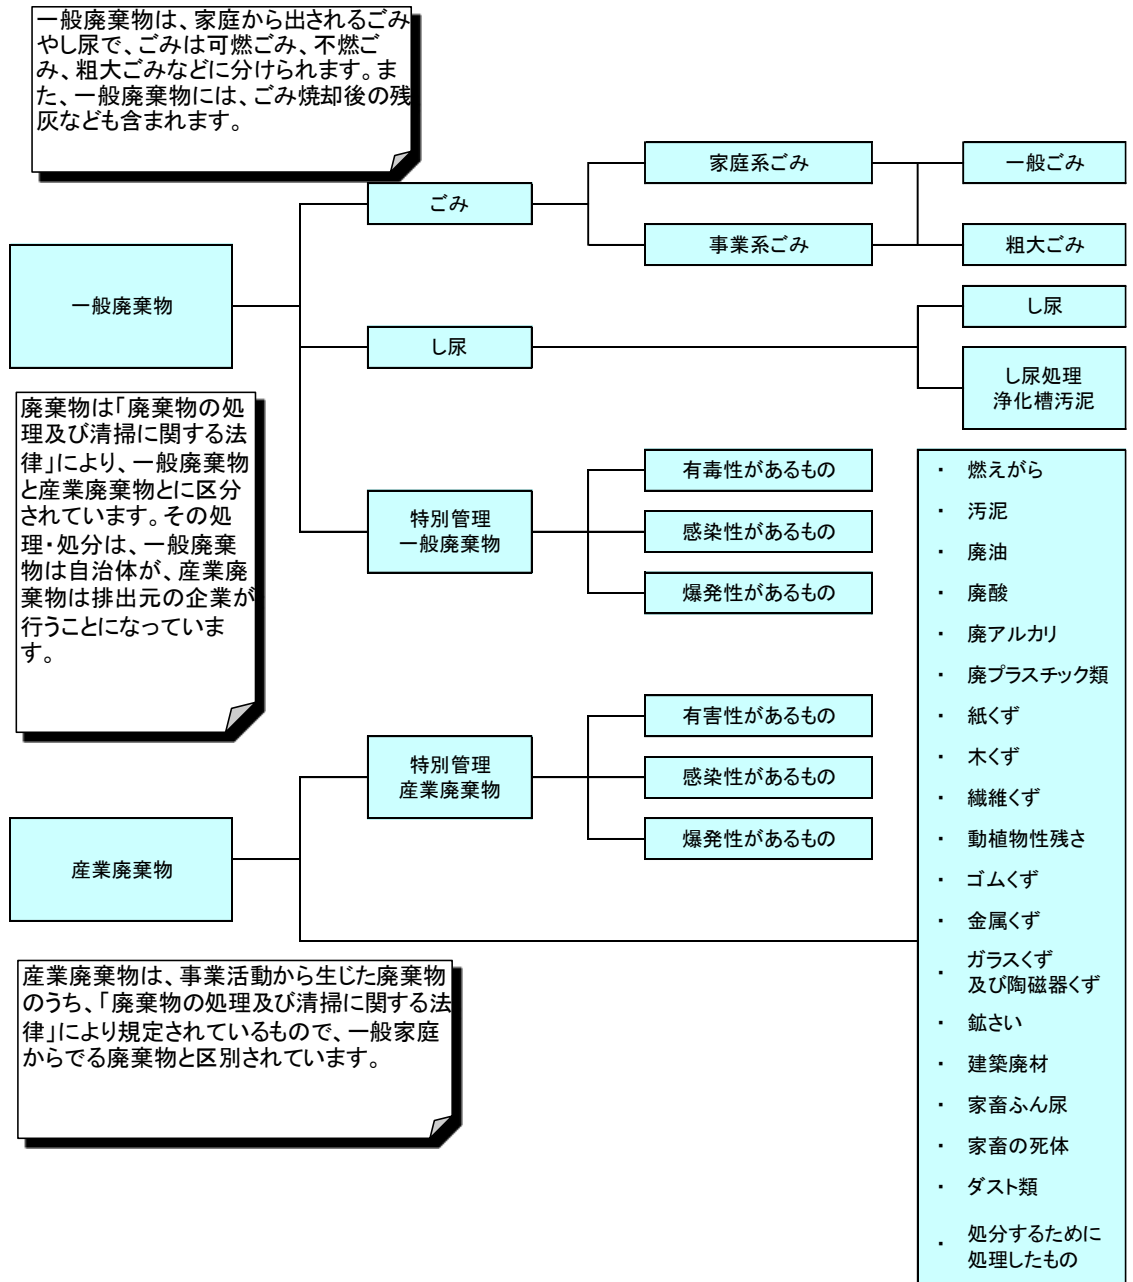 一般廃棄物は、家庭から出されるごみ
やし尿で、ごみは可燃ごみ、不燃ご
み、粗大ごみなどに分けられます。ま
た、一般廃棄物には、ごみ焼却後の残
灰なども含まれます。
家庭系ごみ
一般ごみ
ごみ
事業系ごみ
粗大ごみ
一般廃棄物
し尿
し尿
し尿処理
浄化槽汚泥
廃棄物は「廃棄物の処
理及び清掃に関する法
律」により、一般廃棄物
と産業廃棄物とに区分
されています。その処
理・処分は、一般廃棄
物は自治体が、産業廃
棄物は排出元の企業が
行うことになっていま
す。
特別管理
一般廃棄物
有毒性があるもの
感染性があるもの
爆発性があるもの
特別管理
産業廃棄物
有害性があるもの
感染性があるもの
爆発性があるもの
産業廃棄物
産業廃棄物は、事業活動から生じた廃棄物
のうち、「廃棄物の処理及び清掃に関する法
律」により規定されているもので、一般家庭
からでる廃棄物と区別されています。
・ 燃えがら
・ 汚泥
・ 廃油
・ 廃酸
・ 廃アルカリ
・ 廃プラスチック類
・ 紙くず
・ 木くず
・ 繊維くず
・ 動植物性残さ
・ ゴムくず
・ 金属くず
・ ガラスくず
及び陶磁器くず
・ 鉱さい
・ 建築廃材
・ 家畜ふん尿
・ 家畜の死体
・ ダスト類
・ 処分するために
処理したもの